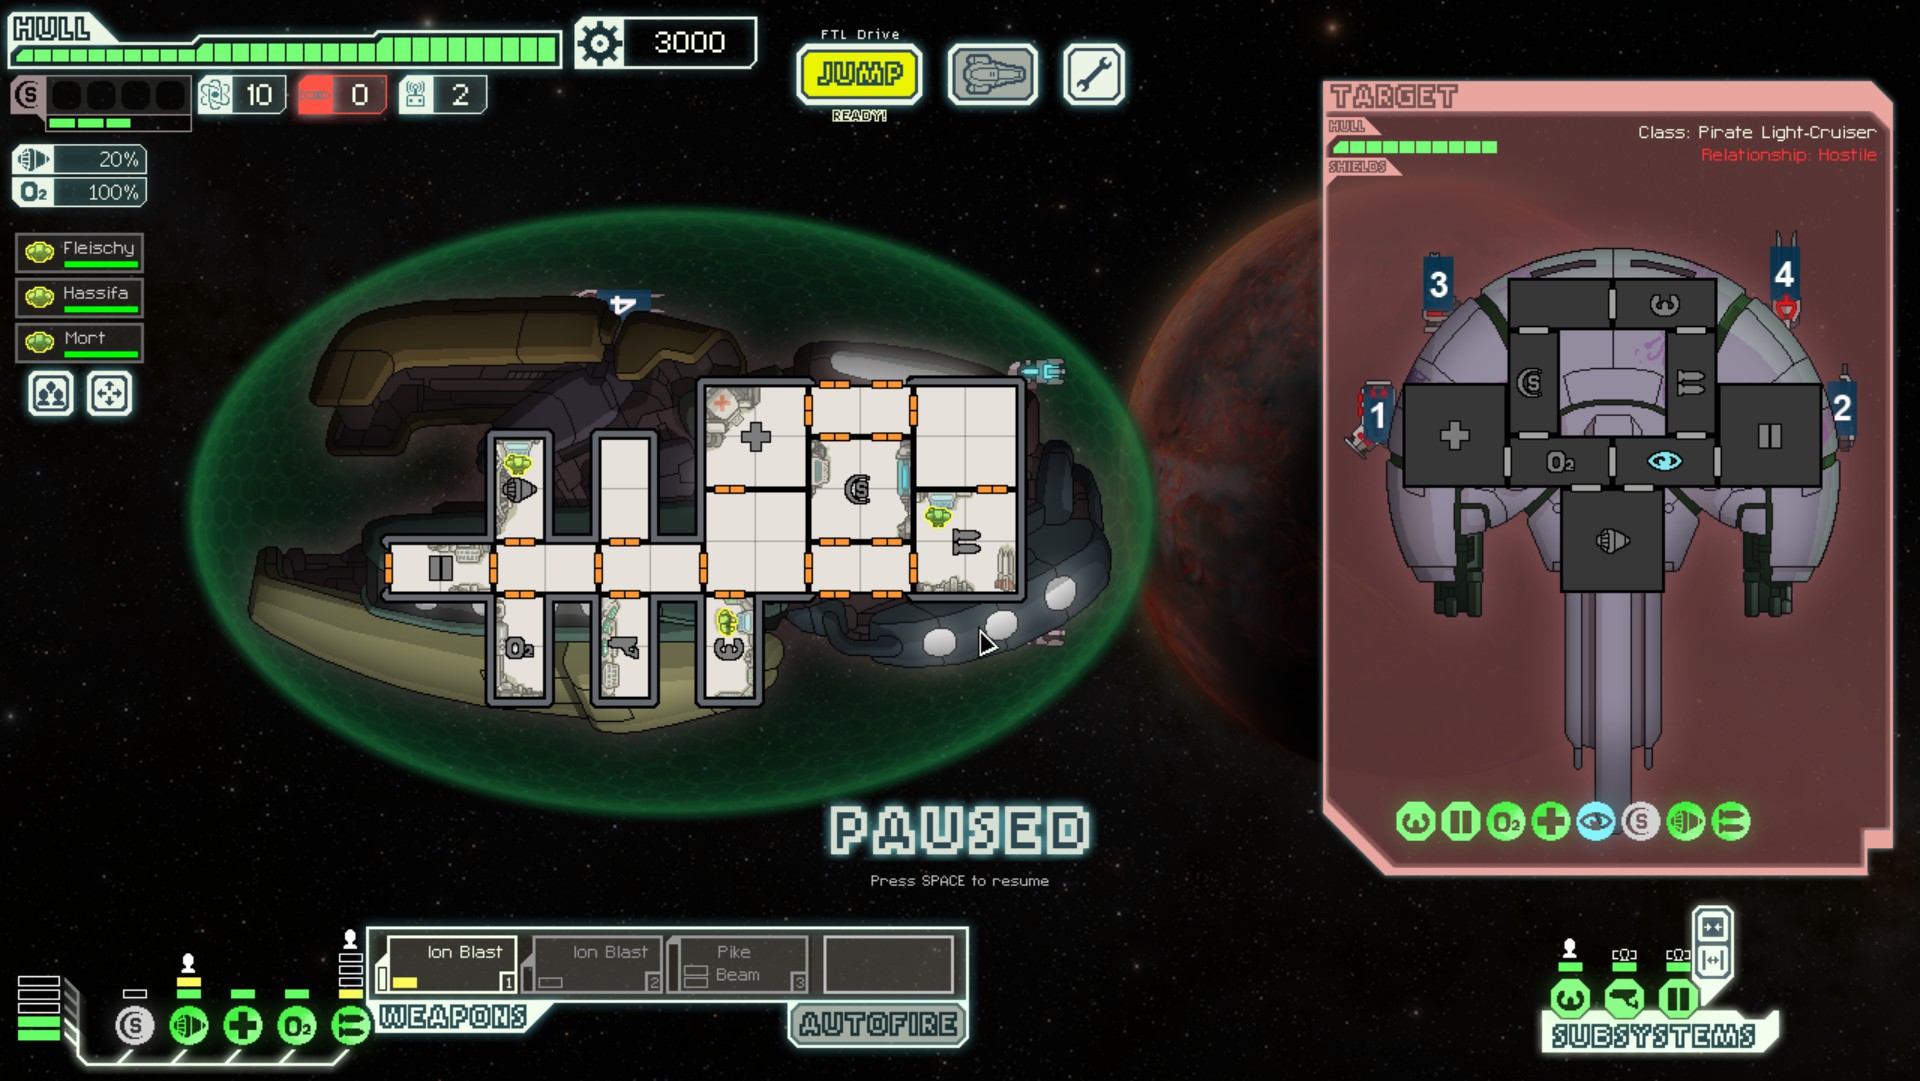 HULL
3000
FTL Drive
JUMP
READY!
S
10
0
2
20%
O2
100%
Fleischy
Hassifa
Mort
TARGET
HULL
Class: Pirate Light-Cruiser
Relationship: Hostile
SHIELDS
3
4
1
2
S
O2
4
S
O2
O2
S
PAUSED
Press SPACE to resume
Ion Blast
1
Ion Blast
2
Pike
Beam
3
WEAPONS
AUTOFIRE
S
O2
SUBSYSTEMS